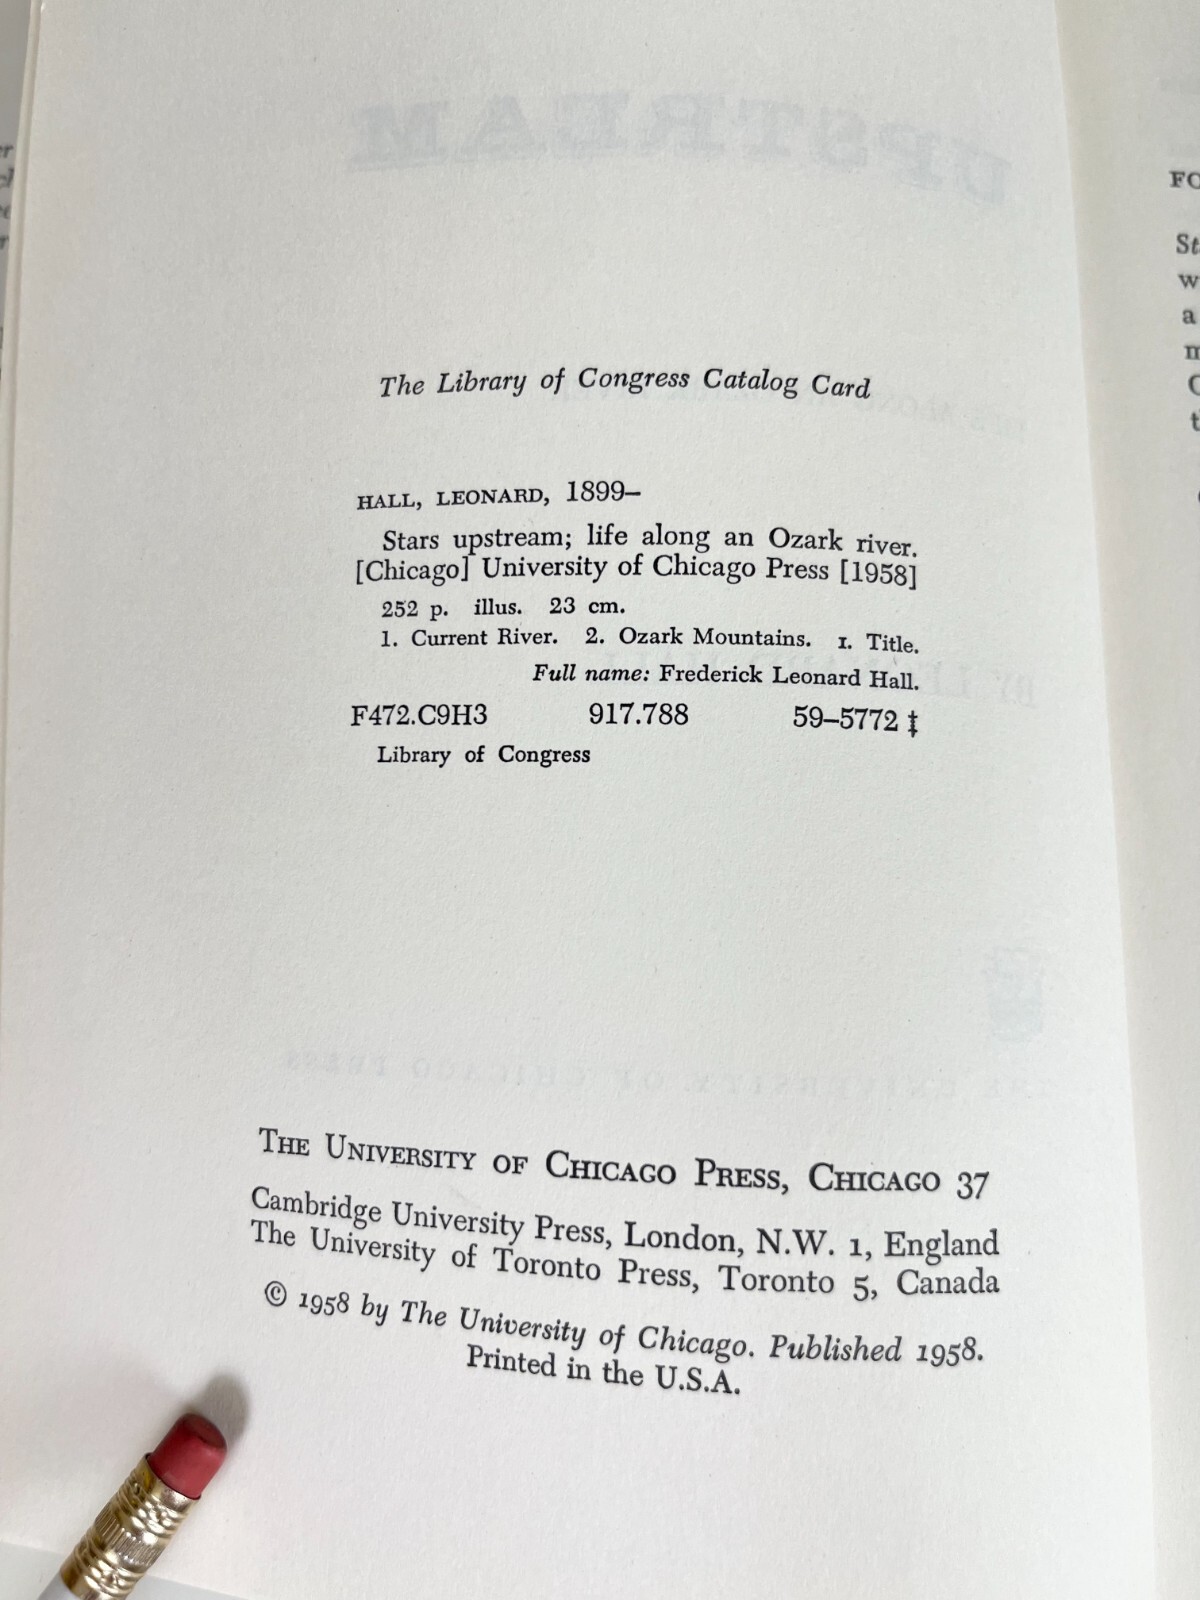 The Library of Congress Catalog Card
HALL, LEONARD, 1899–
Stars upstream; life along an Ozark river.
[Chicago] University of Chicago Press [1958]
252 p. illus. 23 cm.
1. Current River. 2. Ozark Mountains. I. Title.
Full name: Frederick Leonard Hall.
F472.C9H3 917.788 59–5772 ‡
Library of Congress
THE UNIVERSITY OF CHICAGO PRESS, CHICAGO 37
Cambridge University Press, London, N.W. 1, England
The University of Toronto Press, Toronto 5, Canada
© 1958 by The University of Chicago. Published 1958.
Printed in the U.S.A.